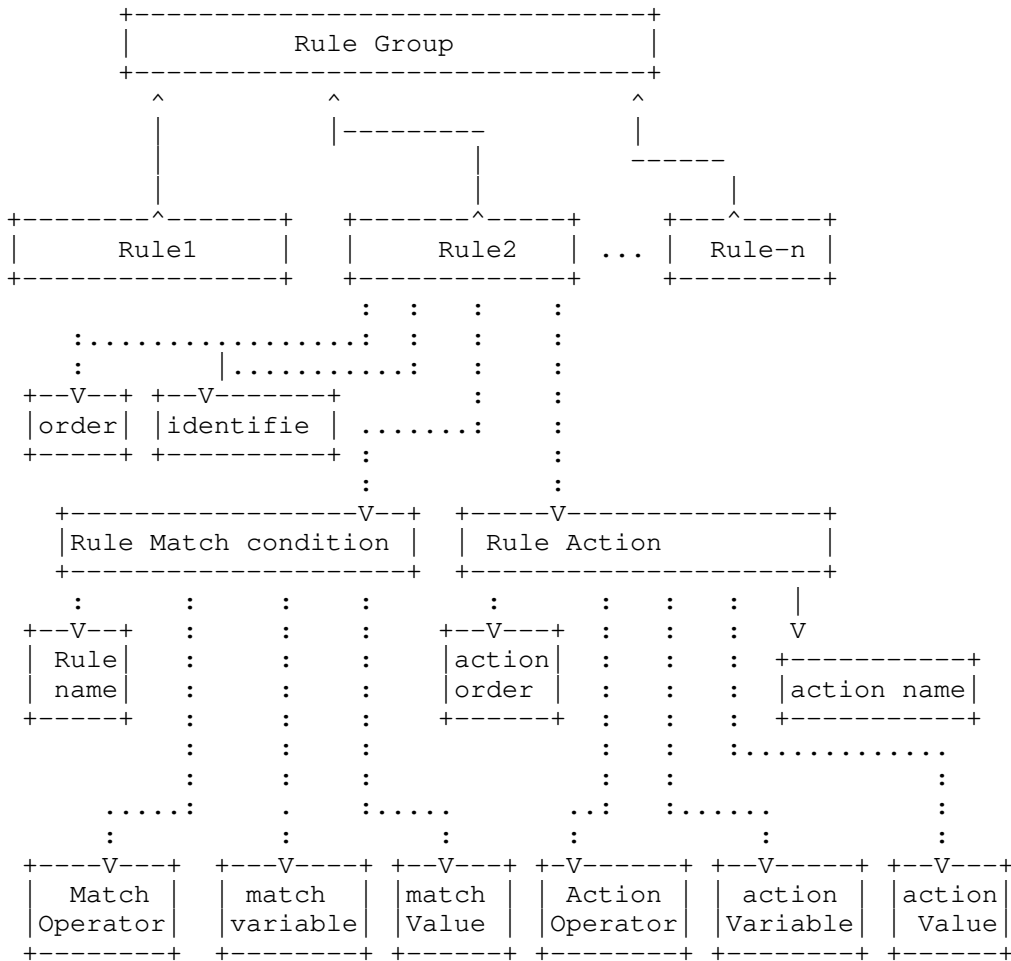 Rule Group
Rule1 Rule2 ... Rule-n
order identifie
Rule Match condition Rule Action
Rule name action order action name
Match Operator match variable match Value Action Operator action Variable action Value